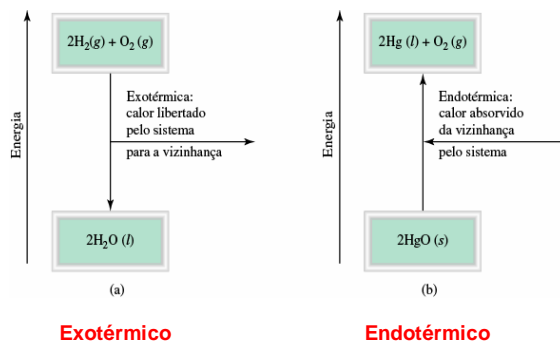 Energia
2H₂(g) + O₂ (g)
Exotérmica:
calor libertado
pelo sistema
para a vizinhança
2H₂O (l)
(a)
Exotérmico
Energia
2Hg (l) + O₂ (g)
Endotérmica:
calor absorvido
da vizinhança
pelo sistema
2HgO (s)
(b)
Endotérmico